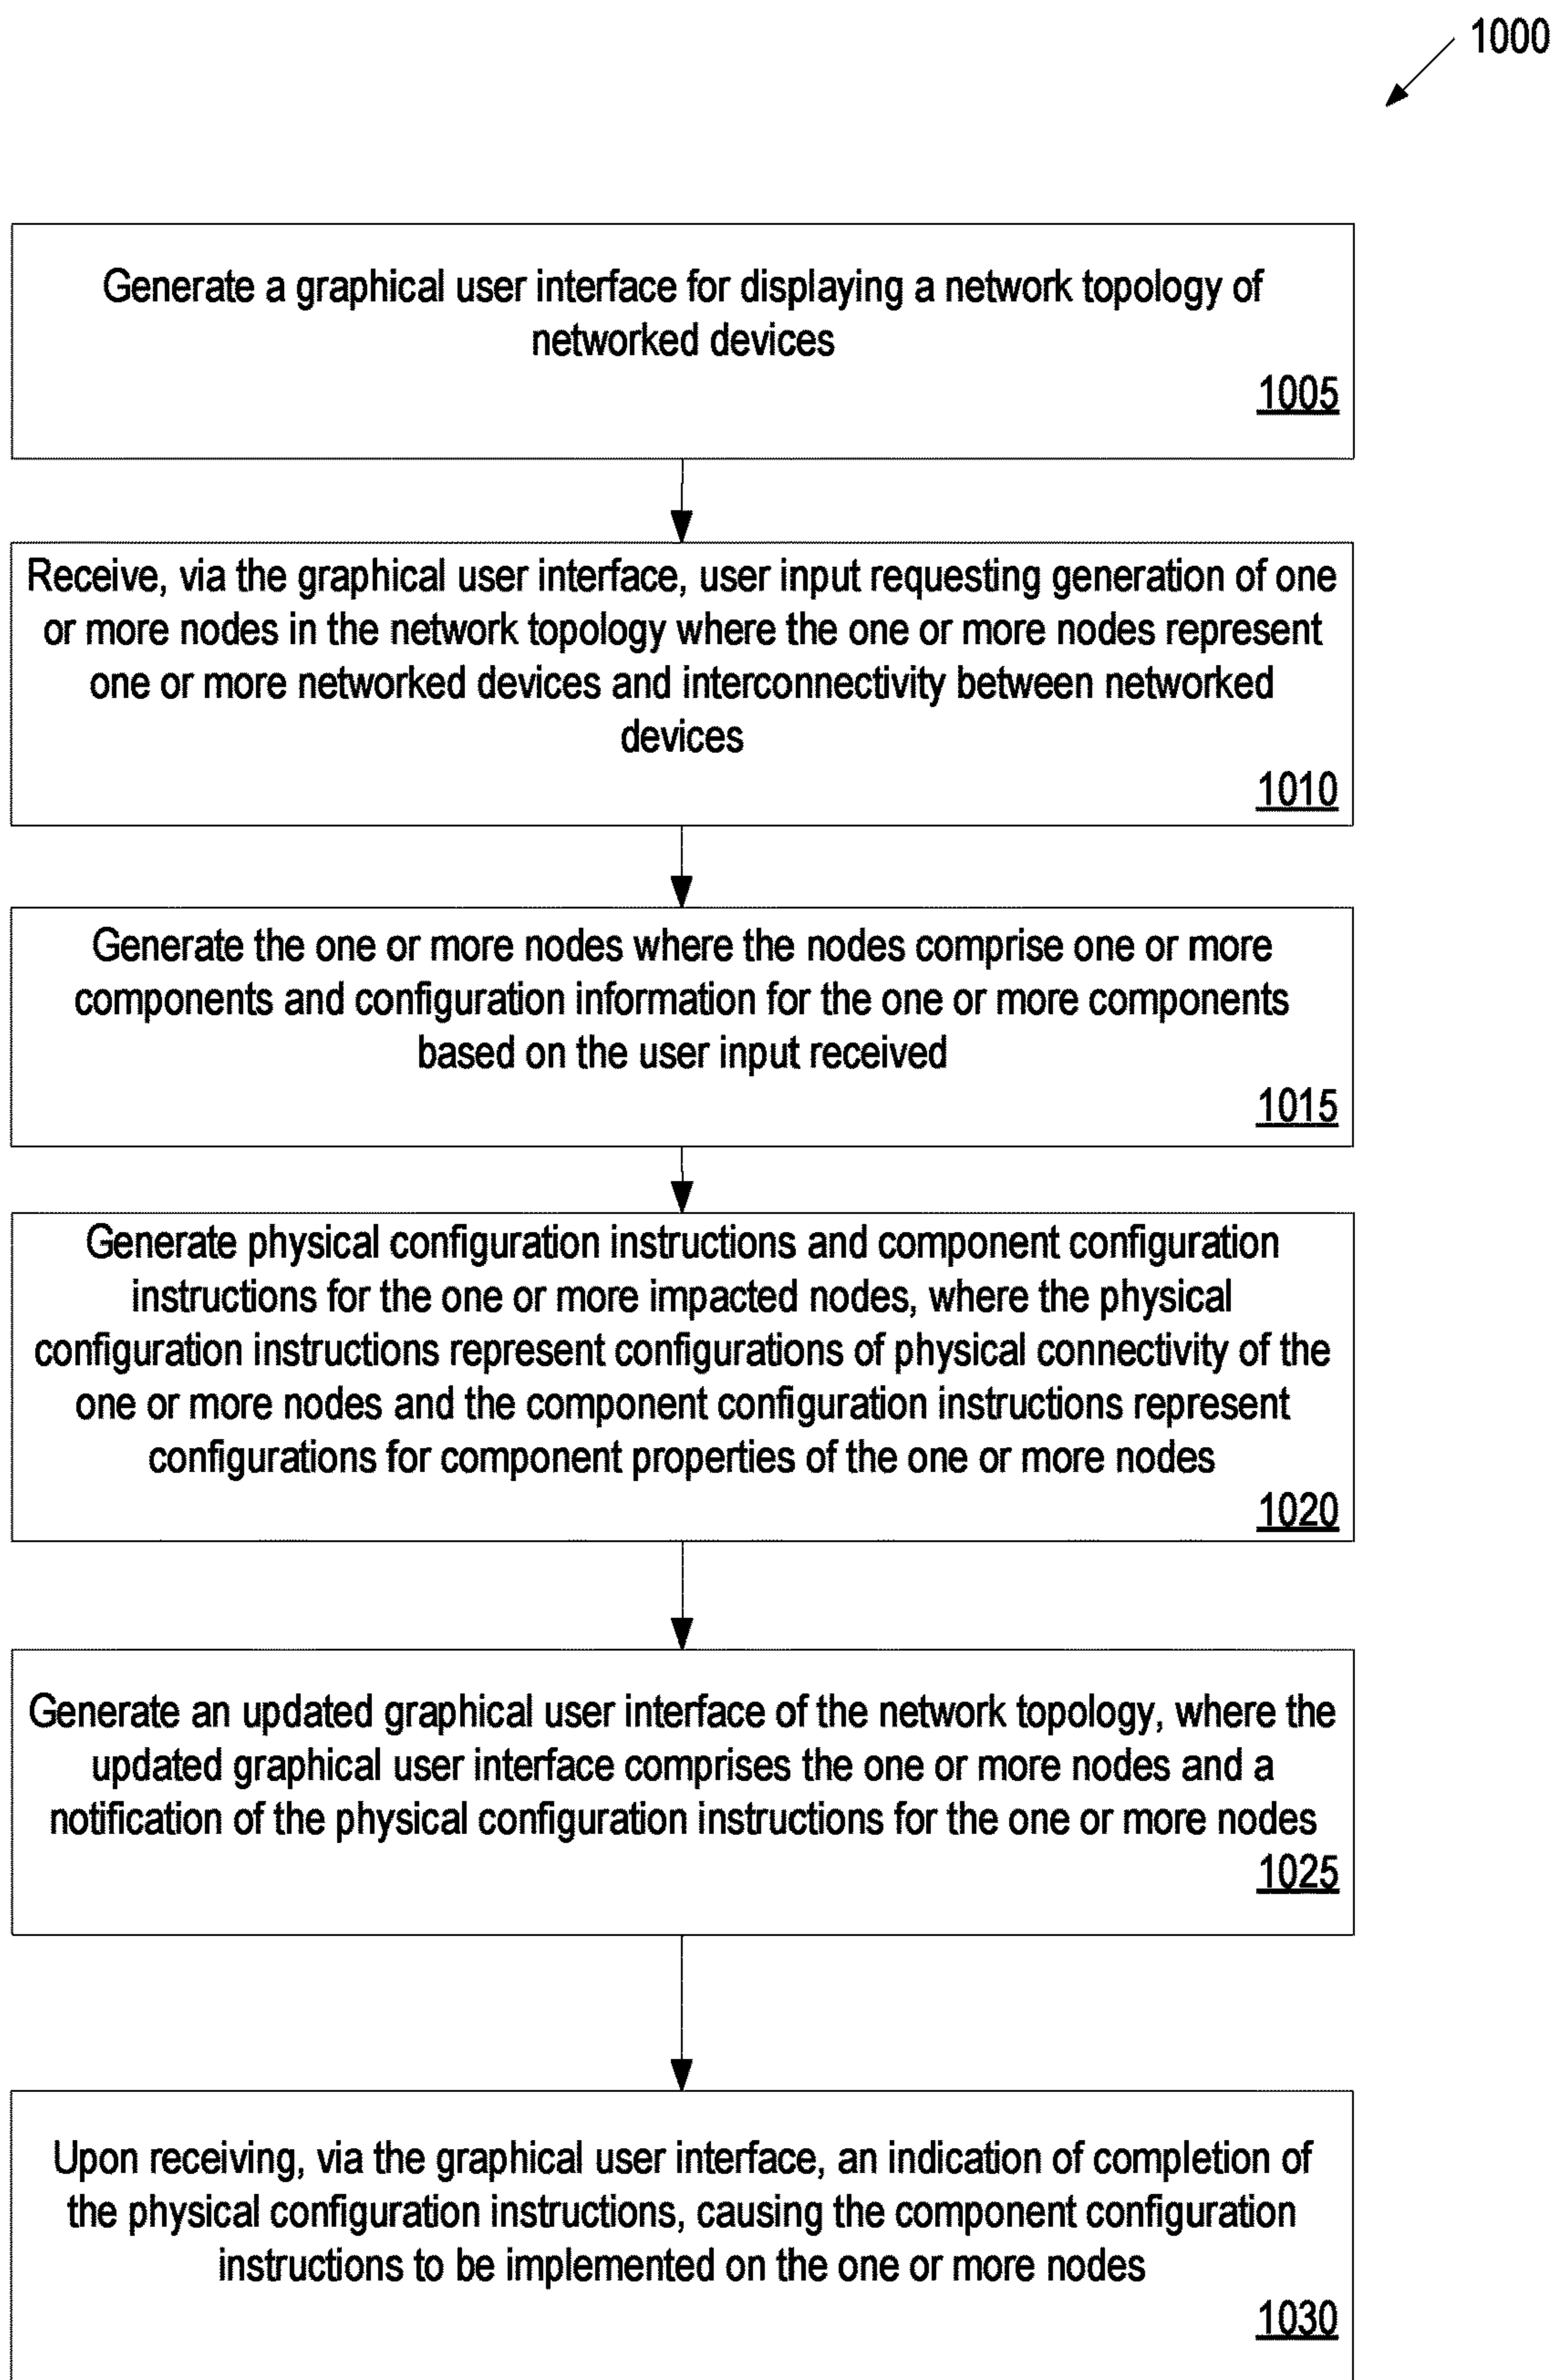 1000
Generate a graphical user interface for displaying a network topology of
networked devices
1005
Receive, via the graphical user interface, user input requesting generation of one
or more nodes in the network topology where the one or more nodes represent
one or more networked devices and interconnectivity between networked
devices
1010
Generate the one or more nodes where the nodes comprise one or more
components and configuration information for the one or more components
based on the user input received
1015
Generate physical configuration instructions and component configuration
instructions for the one or more impacted nodes, where the physical
configuration instructions represent configurations of physical connectivity of the
one or more nodes and the component configuration instructions represent
configurations for component properties of the one or more nodes
1020
Generate an updated graphical user interface of the network topology, where the
updated graphical user interface comprises the one or more nodes and a
notification of the physical configuration instructions for the one or more nodes
1025
Upon receiving, via the graphical user interface, an indication of completion of
the physical configuration instructions, causing the component configuration
instructions to be implemented on the one or more nodes
1030